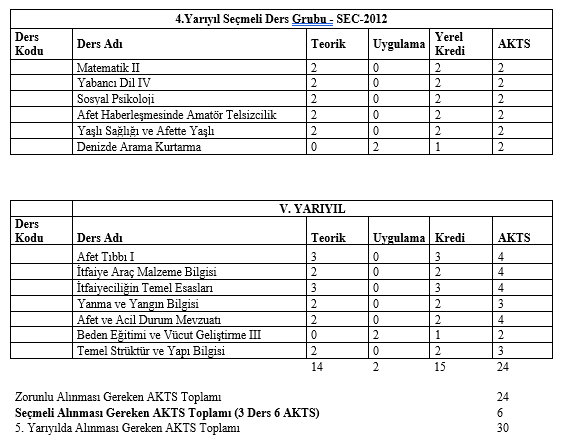 4.Yarıyıl Seçmeli Ders Grubu - SEC-2012
Ders Kodu Ders Adı Teorik Uygulama Yerel Kredi AKTS
Matematik II 2 0 2 2
Yabancı Dil IV 2 0 2 2
Sosyal Psikoloji 2 0 2 2
Afet Haberleşmesinde Amatör Telsizcilik 2 0 2 2
Yaşlı Sağlığı ve Afette Yaşlı 2 0 2 2
Denizde Arama Kurtarma 0 2 1 2
V. YARIYIL
Ders Kodu Ders Adı Teorik Uygulama Kredi AKTS
Afet Tıbbı I 3 0 3 4
İtfaiye Araç Malzeme Bilgisi 2 0 2 4
İtfaiyeciliğin Temel Esasları 3 0 3 4
Yanma ve Yangın Bilgisi 2 0 2 3
Afet ve Acil Durum Mevzuatı 2 0 2 4
Beden Eğitimi ve Vücut Geliştirme III 0 2 1 2
Temel Strüktür ve Yapı Bilgisi 2 0 2 3
14 2 15 24
Zorunlu Alınması Gereken AKTS Toplamı 24
Seçmeli Alınması Gereken AKTS Toplamı (3 Ders 6 AKTS) 6
5. Yarıyılda Alınması Gereken AKTS Toplamı 30